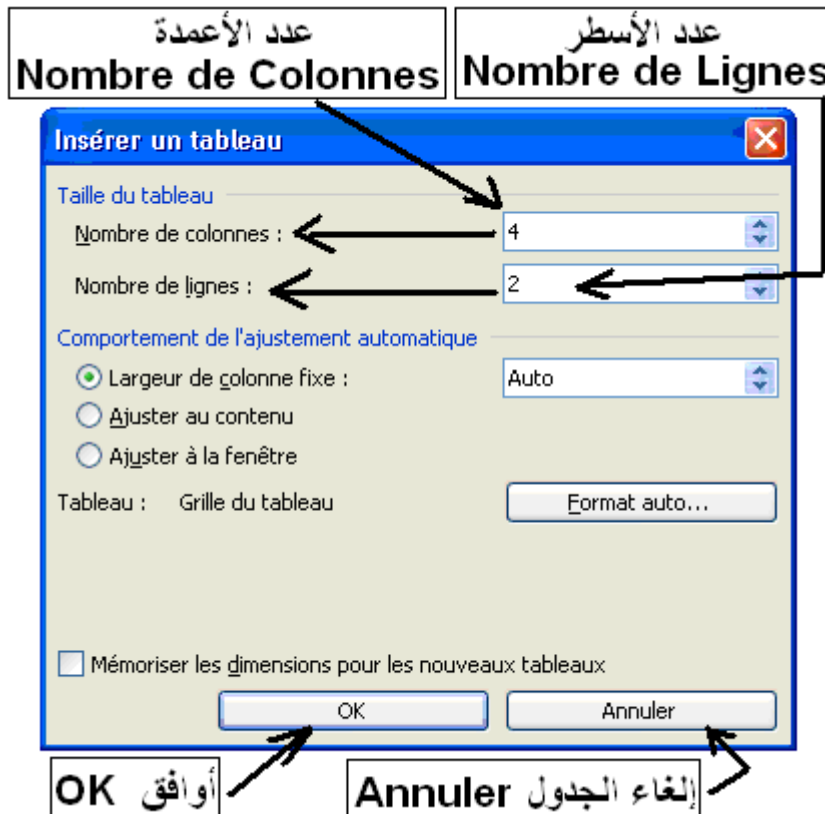 عدد الأعمدة
Nombre de Colonnes
عدد الأسطر
Nombre de Lignes
Insérer un tableau
Taille du tableau
Nombre de colonnes :
4
Nombre de lignes :
2
Comportement de l'ajustement automatique
Largeur de colonne fixe :
Auto
Ajuster au contenu
Ajuster à la fenêtre
Tableau : Grille du tableau
Format auto...
Mémoriser les dimensions pour les nouveaux tableaux
OK
Annuler
أوافق OK
إلغاء الجدول Annuler